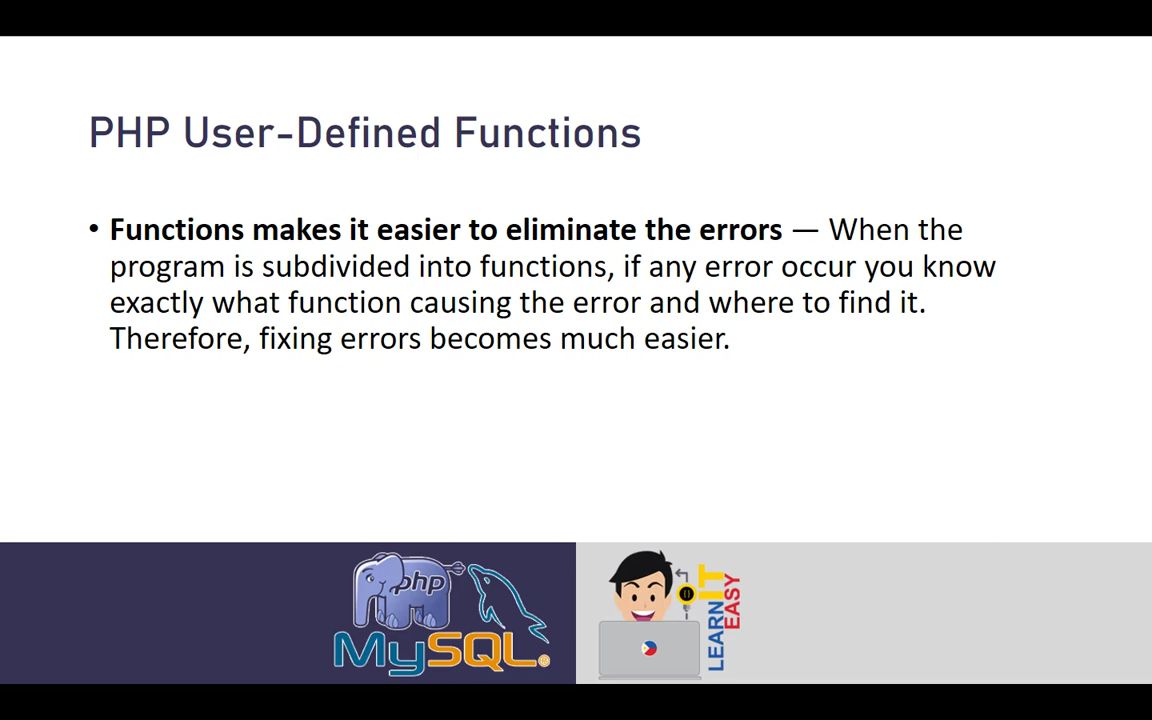 PHP User-Defined Functions
• Functions makes it easier to eliminate the errors — When the
program is subdivided into functions, if any error occur you know
exactly what function causing the error and where to find it.
Therefore, fixing errors becomes much easier.
php
MySQL
LEARN IT
EASY